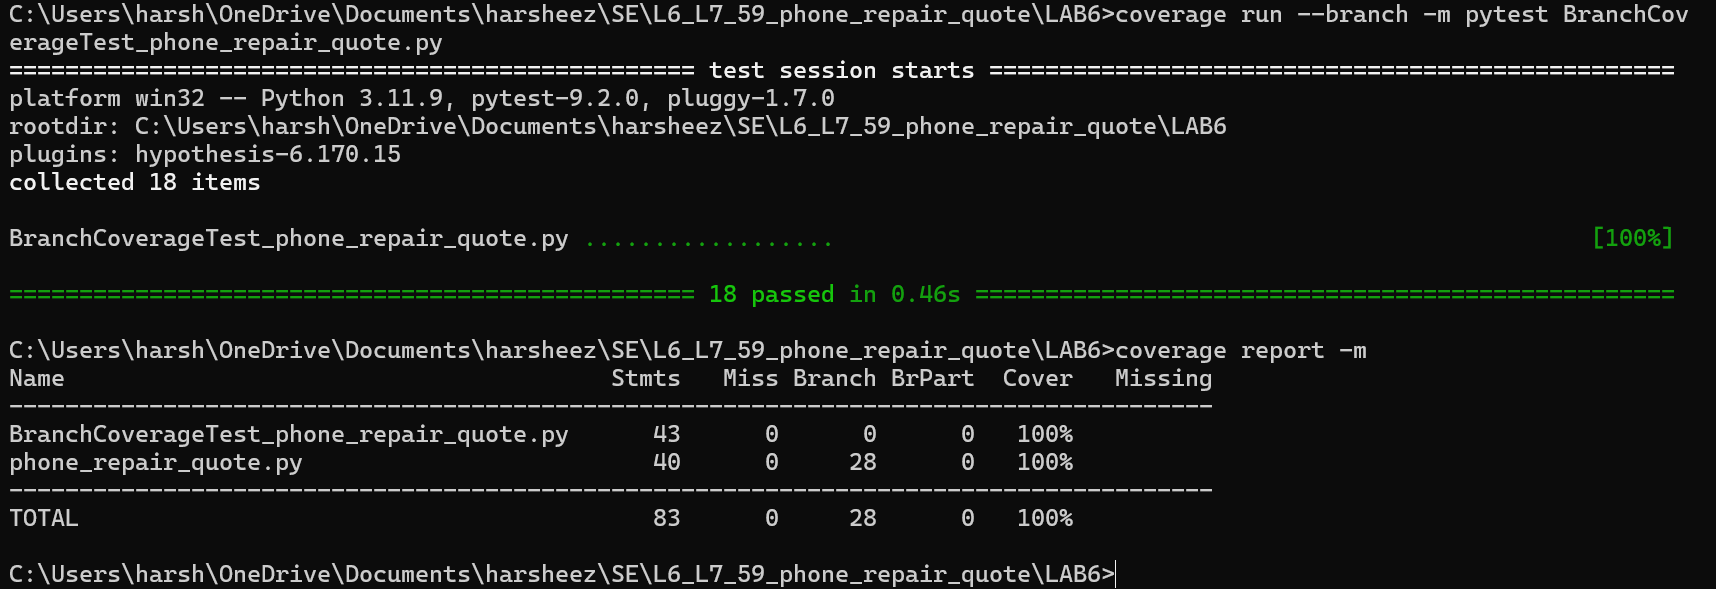 C:\Users\harsh\OneDrive\Documents\harsheez\SE\L6_L7_59_phone_repair_quote\LAB6>coverage run --branch -m pytest BranchCov
erageTest_phone_repair_quote.py
================================================= test session starts =================================================
platform win32 -- Python 3.11.9, pytest-9.2.0, pluggy-1.7.0
rootdir: C:\Users\harsh\OneDrive\Documents\harsheez\SE\L6_L7_59_phone_repair_quote\LAB6
plugins: hypothesis-6.170.15
collected 18 items

BranchCoverageTest_phone_repair_quote.py ..................                                                      [100%]

================================================= 18 passed in 0.46s ==================================================

C:\Users\harsh\OneDrive\Documents\harsheez\SE\L6_L7_59_phone_repair_quote\LAB6>coverage report -m
Name                                       Stmts   Miss Branch BrPart  Cover   Missing
--------------------------------------------------------------------------------------
BranchCoverageTest_phone_repair_quote.py      43      0      0      0   100%
phone_repair_quote.py                         40      0     28      0   100%
--------------------------------------------------------------------------------------
TOTAL                                         83      0     28      0   100%

C:\Users\harsh\OneDrive\Documents\harsheez\SE\L6_L7_59_phone_repair_quote\LAB6>